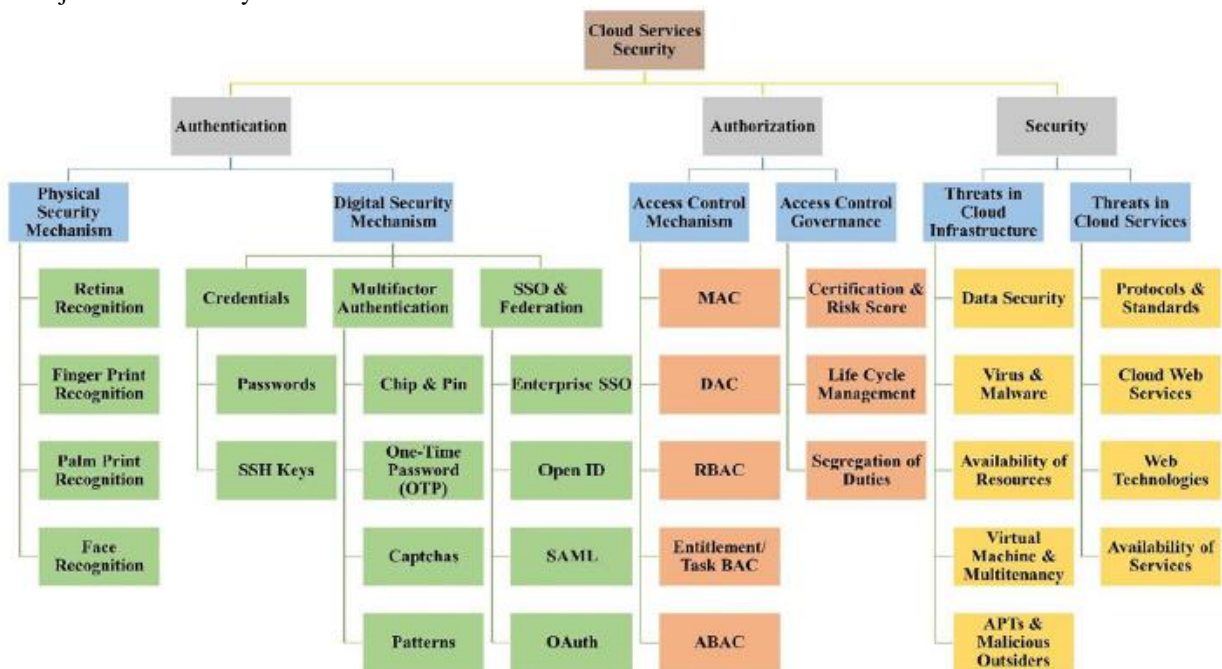 Cloud Services
Security
Authentication
Authorization
Security
Physical
Security
Mechanism
Digital Security
Mechanism
Access Control
Mechanism
Access Control
Governance
Threats in
Cloud
Infrastructure
Threats in
Cloud Services
Retina
Recognition
Credentials
Multifactor
Authentication
SSO &
Federation
MAC
Certification &
Risk Score
Data Security
Protocols &
Standards
Finger Print
Recognition
Passwords
Chip & Pin
Enterprise SSO
DAC
Life Cycle
Management
Virus &
Malware
Cloud Web
Services
Palm Print
Recognition
SSH Keys
One-Time
Password
(OTP)
Open ID
RBAC
Segregation of
Duties
Availability of
Resources
Web
Technologies
Face
Recognition
Captchas
SAML
Entitlement/
Task BAC
Virtual
Machine &
Multitenancy
Availability of
Services
Patterns
OAuth
ABAC
APTs &
Malicious
Outsiders